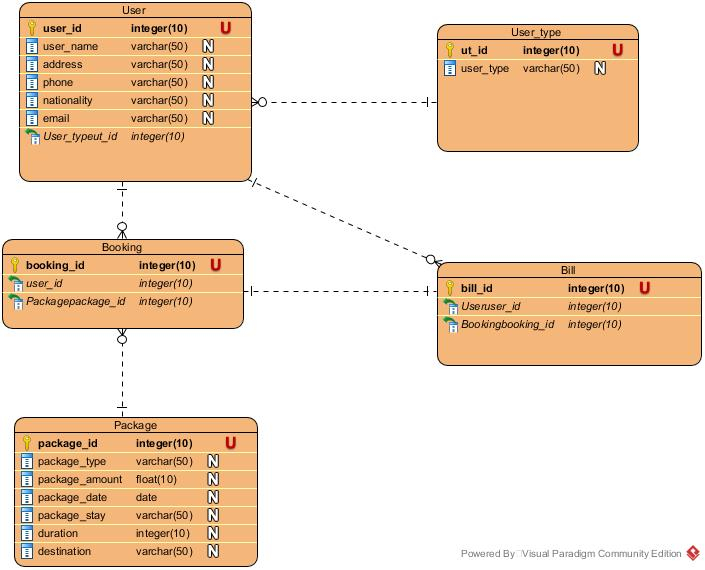 User
user_id integer(10) U
user_name varchar(50) N
address varchar(50) N
phone varchar(50) N
nationality varchar(50) N
email varchar(50) N
User_typeut_id integer(10)
User_type
ut_id integer(10) U
user_type varchar(50) N
Booking
booking_id integer(10) U
user_id integer(10)
Packagepackage_id integer(10)
Bill
bill_id integer(10) U
Useruser_id integer(10)
Bookingbooking_id integer(10)
Package
package_id integer(10) U
package_type varchar(50) N
package_amount float(10) N
package_date date N
package_stay varchar(50) N
duration integer(10) N
destination varchar(50) N
Powered By Visual Paradigm Community Edition